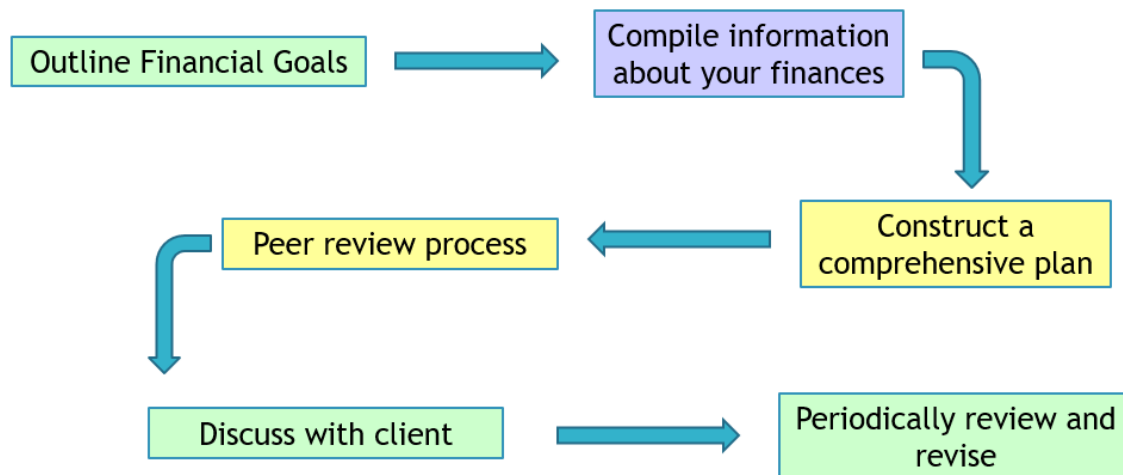 Outline Financial Goals
Compile information
about your finances
Construct a
comprehensive plan
Peer review process
Discuss with client
Periodically review and
revise